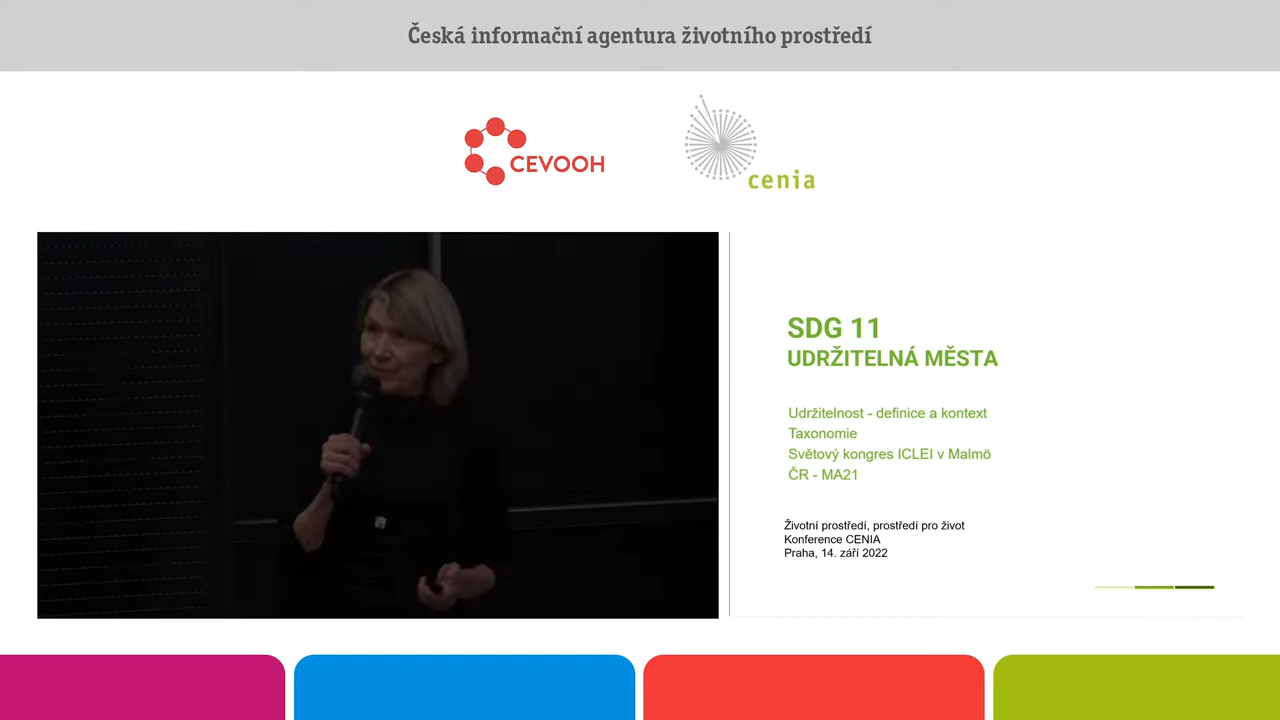 Česká informační agentura životního prostředí
CEVOOH
cenia
SDG 11
UDRŽITELNÁ MĚSTA
Udržitelnost - definice a kontext
Taxonomie
Světový kongres ICLEI v Malmö
ČR - MA21
Životní prostředí, prostředí pro život
Konference CENIA
Praha, 14. září 2022